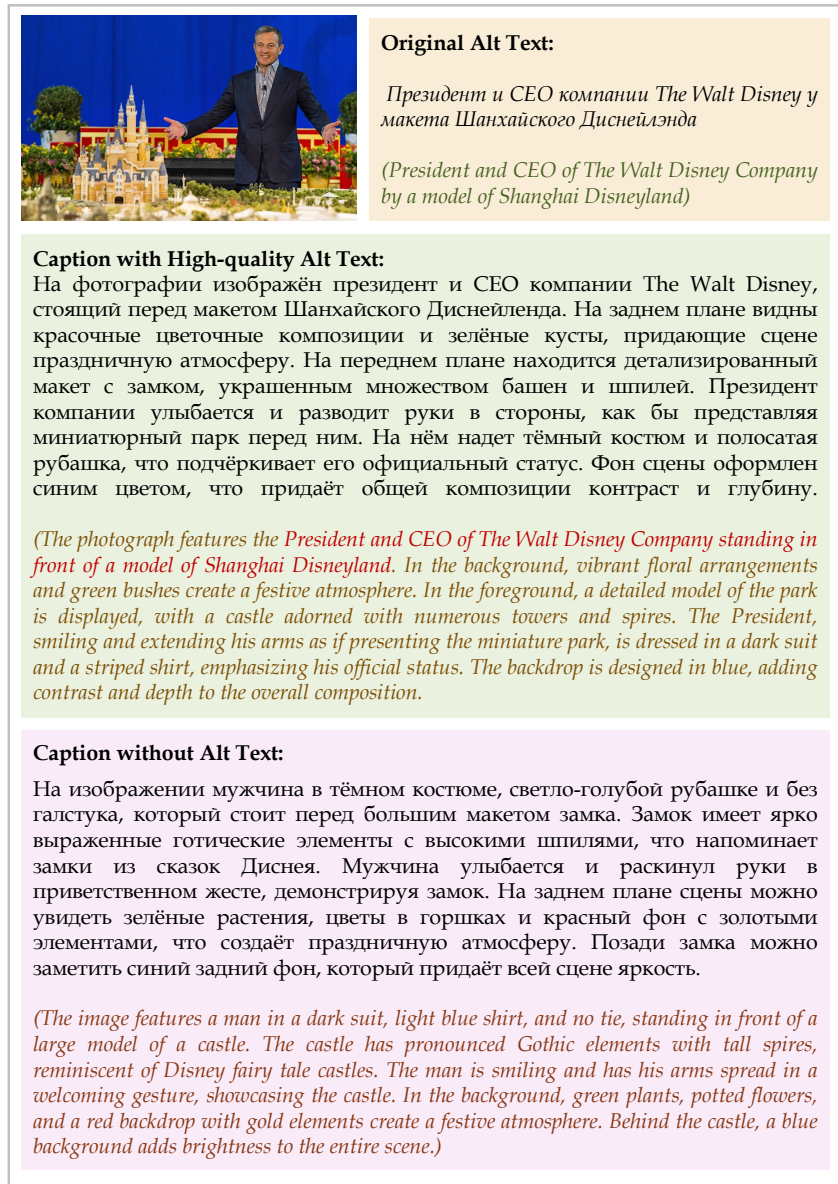 Original Alt Text:
Президент и CEO компании The Walt Disney у
макета Шанхайского Диснейлэнда
(President and CEO of The Walt Disney Company
by a model of Shanghai Disneyland)
Caption with High-quality Alt Text:
На фотографии изображён президент и CEO компании The Walt Disney,
стоящий перед макетом Шанхайского Диснейленда. На заднем плане видны
красочные цветочные композиции и зелёные кусты, придающие сцене
праздничную атмосферу. На переднем плане находится детализированный
макет с замком, украшенным множеством башен и шпилей. Президент
компании улыбается и разводит руки в стороны, как бы представляя
миниатюрный парк перед ним. На нём надет тёмный костюм и полосатая
рубашка, что подчёркивает его официальный статус. Фон сцены оформлен
синим цветом, что придаёт общей композиции контраст и глубину.
(The photograph features the President and CEO of The Walt Disney Company standing in
front of a model of Shanghai Disneyland. In the background, vibrant floral arrangements
and green bushes create a festive atmosphere. In the foreground, a detailed model of the park
is displayed, with a castle adorned with numerous towers and spires. The President,
smiling and extending his arms as if presenting the miniature park, is dressed in a dark suit
and a striped shirt, emphasizing his official status. The backdrop is designed in blue, adding
contrast and depth to the overall composition.
Caption without Alt Text:
На изображении мужчина в тёмном костюме, светло-голубой рубашке и без
галстука, который стоит перед большим макетом замка. Замок имеет ярко
выраженные готические элементы с высокими шпилями, что напоминает
замки из сказок Диснея. Мужчина улыбается и раскинул руки в
приветственном жесте, демонстрируя замок. На заднем плане сцены можно
увидеть зелёные растения, цветы в горшках и красный фон с золотыми
элементами, что создаёт праздничную атмосферу. Позади замка можно
заметить синий задний фон, который придаёт всей сцене яркость.
(The image features a man in a dark suit, light blue shirt, and no tie, standing in front of a
large model of a castle. The castle has pronounced Gothic elements with tall spires,
reminiscent of Disney fairy tale castles. The man is smiling and has his arms spread in a
welcoming gesture, showcasing the castle. In the background, green plants, potted flowers,
and a red backdrop with gold elements create a festive atmosphere. Behind the castle, a blue
background adds brightness to the entire scene.)